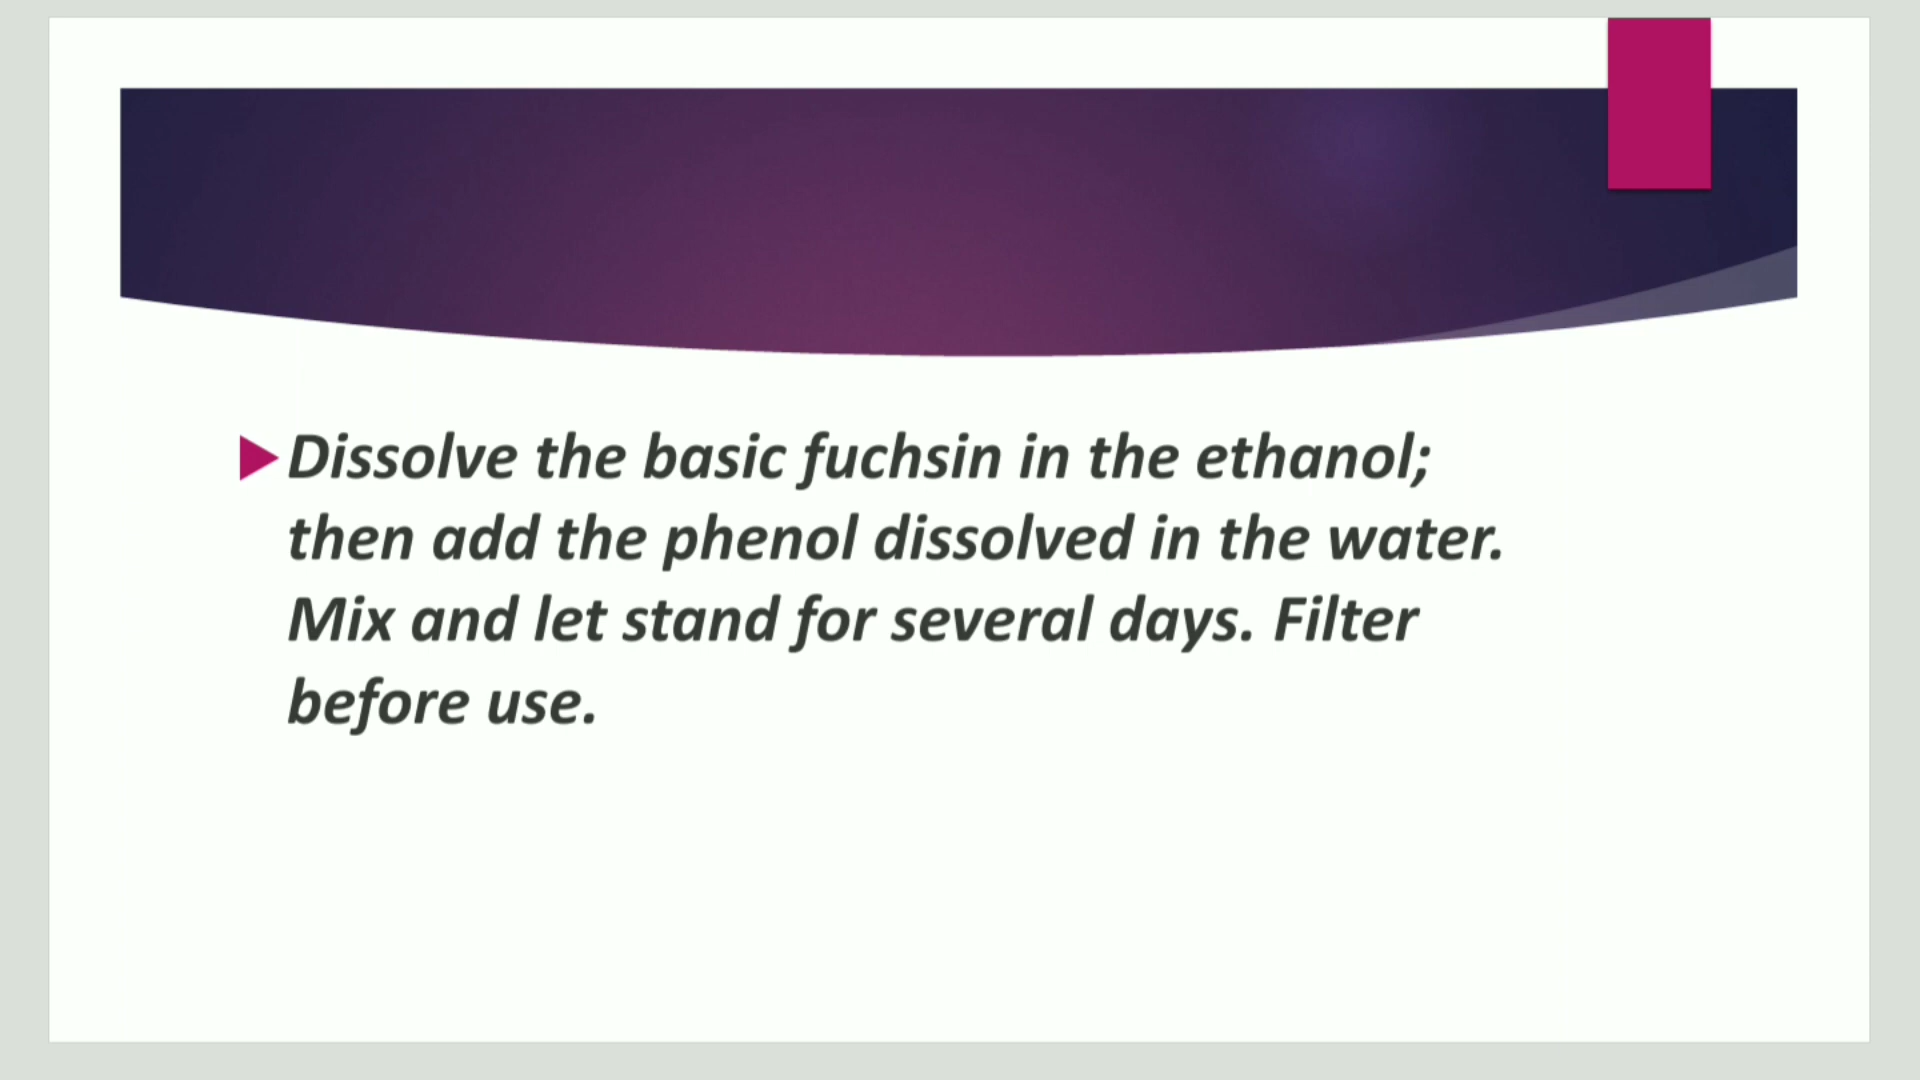 Dissolve the basic fuchsin in the ethanol;
then add the phenol dissolved in the water.
Mix and let stand for several days. Filter
before use.